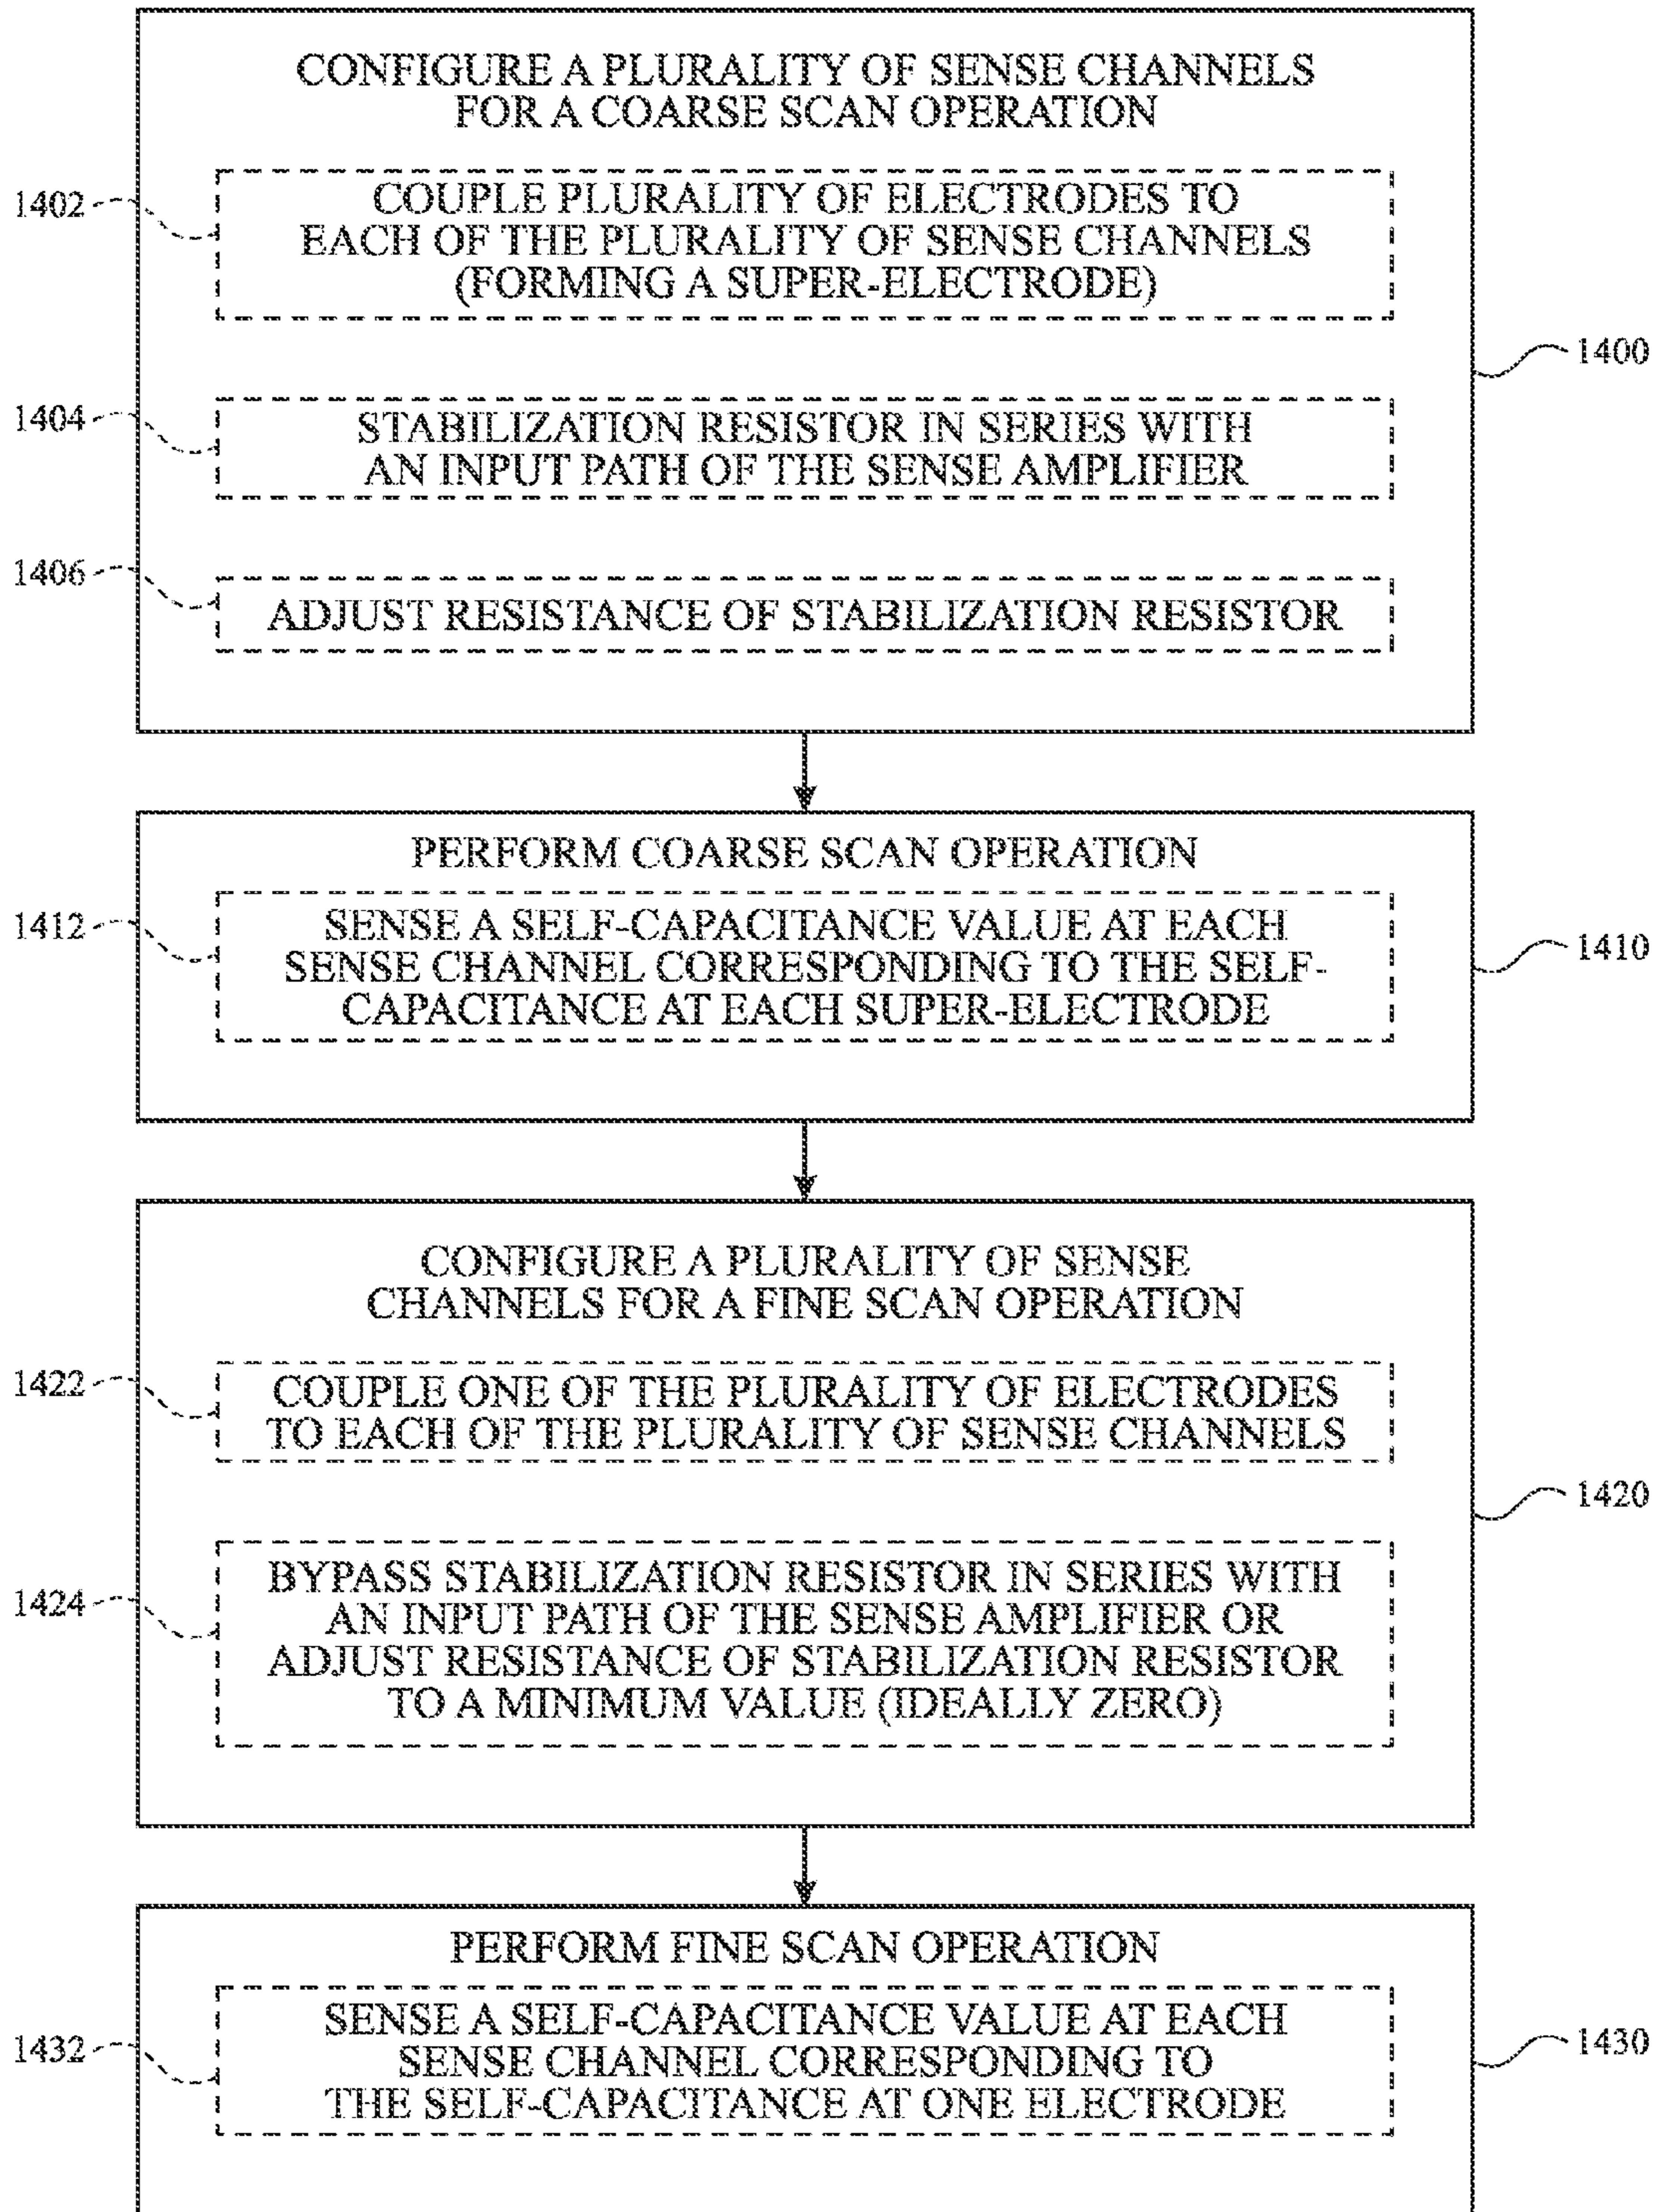 CONFIGURE A PLURALITY OF SENSE CHANNELS
FOR A COARSE SCAN OPERATION
1402
COUPLE PLURALITY OF ELECTRODES TO
EACH OF THE PLURALITY OF SENSE CHANNELS
(FORMING A SUPER-ELECTRODE)
1400
1404
STABILIZATION RESISTOR IN SERIES WITH
AN INPUT PATH OF THE SENSE AMPLIFIER
1406
ADJUST RESISTANCE OF STABILIZATION RESISTOR
PERFORM COARSE SCAN OPERATION
1412
SENSE A SELF-CAPACITANCE VALUE AT EACH
SENSE CHANNEL CORRESPONDING TO THE SELF-
CAPACITANCE AT EACH SUPER-ELECTRODE
1410
CONFIGURE A PLURALITY OF SENSE
CHANNELS FOR A FINE SCAN OPERATION
1422
COUPLE ONE OF THE PLURALITY OF ELECTRODES
TO EACH OF THE PLURALITY OF SENSE CHANNELS
1420
1424
BYPASS STABILIZATION RESISTOR IN SERIES WITH
AN INPUT PATH OF THE SENSE AMPLIFIER OR
ADJUST RESISTANCE OF STABILIZATION RESISTOR
TO A MINIMUM VALUE (IDEALLY ZERO)
PERFORM FINE SCAN OPERATION
1432
SENSE A SELF-CAPACITANCE VALUE AT EACH
SENSE CHANNEL CORRESPONDING TO
THE SELF-CAPACITANCE AT ONE ELECTRODE
1430